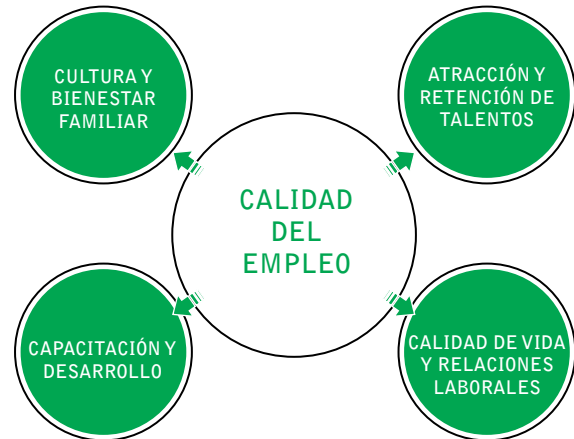 CULTURA Y
BIENESTAR
FAMILIAR
ATRACCIÓN Y
RETENCIÓN DE
TALENTOS
CALIDAD
DEL
EMPLEO
CAPACITACIÓN Y
DESARROLLO
CALIDAD DE VIDA
Y RELACIONES
LABORALES